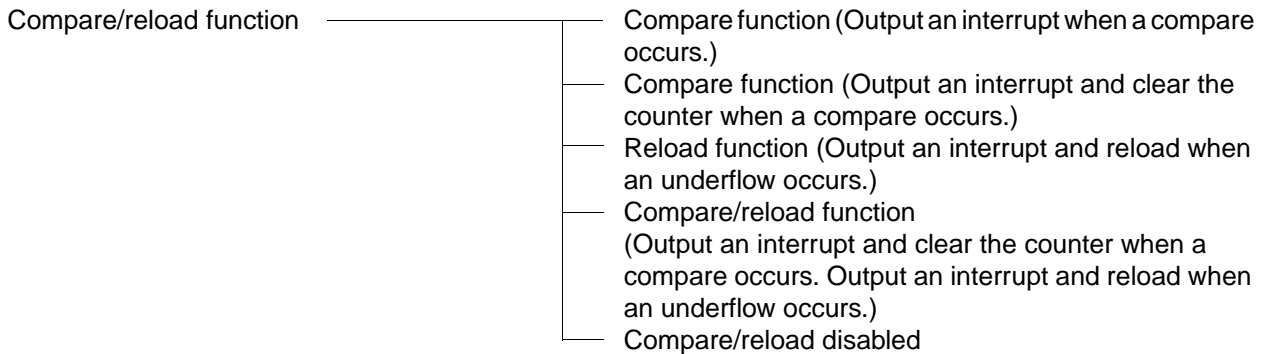 Compare/reload function
Compare function (Output an interrupt when a compare
occurs.)
Compare function (Output an interrupt and clear the
counter when a compare occurs.)
Reload function (Output an interrupt and reload when
an underflow occurs.)
Compare/reload function
(Output an interrupt and clear the counter when a
compare occurs. Output an interrupt and reload when
an underflow occurs.)
Compare/reload disabled